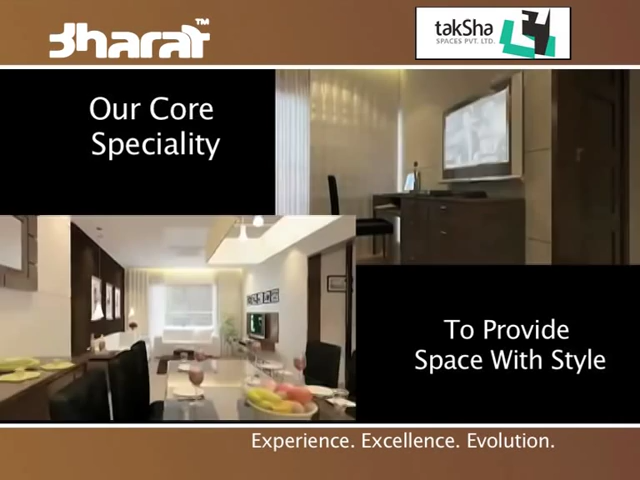 Bharat™
takSha
SPACES PVT. LTD.
Our Core
Speciality
To Provide
Space With Style
Experience. Excellence. Evolution.